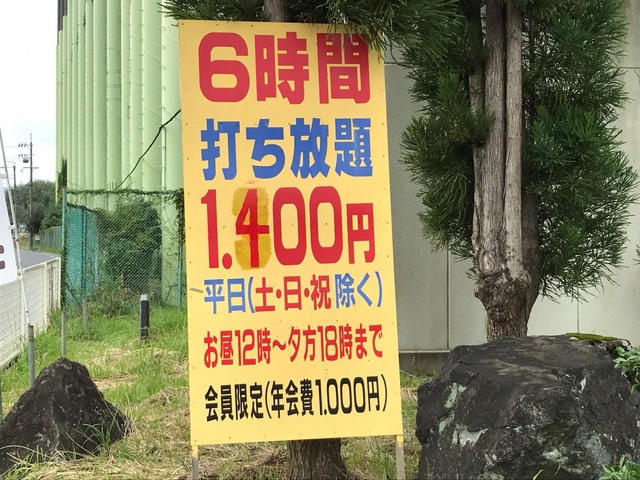 6時間
打ち放題
1.400円
平日(土・日・祝除く)
お昼12時～夕方18時まで
会員限定(年会費1.000円)